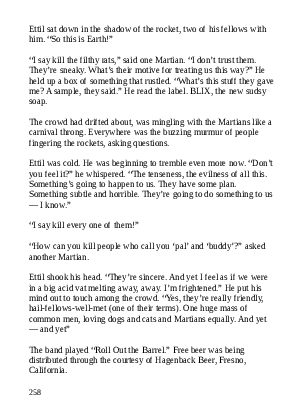 Ettil sat down in the shadow of the rocket, two of his fellows with
him. “So this is Earth!”
“I say kill the filthy rats,” said one Martian. “I don’t trust them.
They’re sneaky. What’s their motive for treating us this way?” He
held up a box of something that rustled. “What’s this stuff they gave
me? A sample, they said.” He read the label. BLIX, the new sudsy
soap.
The crowd had drifted about, was mingling with the Martians like a
carnival throng. Everywhere was the buzzing murmur of people
fingering the rockets, asking questions.
Ettil was cold. He was beginning to tremble even more now. “Don’t
you feel it?” he whispered. “The tenseness, the evilness of all this.
Something’s going to happen to us. They have some plan.
Something subtle and horrible. They’re going to do something to us
— I know.”
“I say kill every one of them!”
“How can you kill people who call you ‘pal’ and ‘buddy’?” asked
another Martian.
Ettil shook his head. “They’re sincere. And yet I feel as if we were
in a big acid vat melting away, away. I’m frightened.” He put his
mind out to touch among the crowd. “Yes, they’re really friendly,
hail-fellows-well-met (one of their terms). One huge mass of
common men, loving dogs and cats and Martians equally. And yet
— and yet”
The band played “Roll Out the Barrel.” Free beer was being
distributed through the courtesy of Hagenback Beer, Fresno,
California.
258